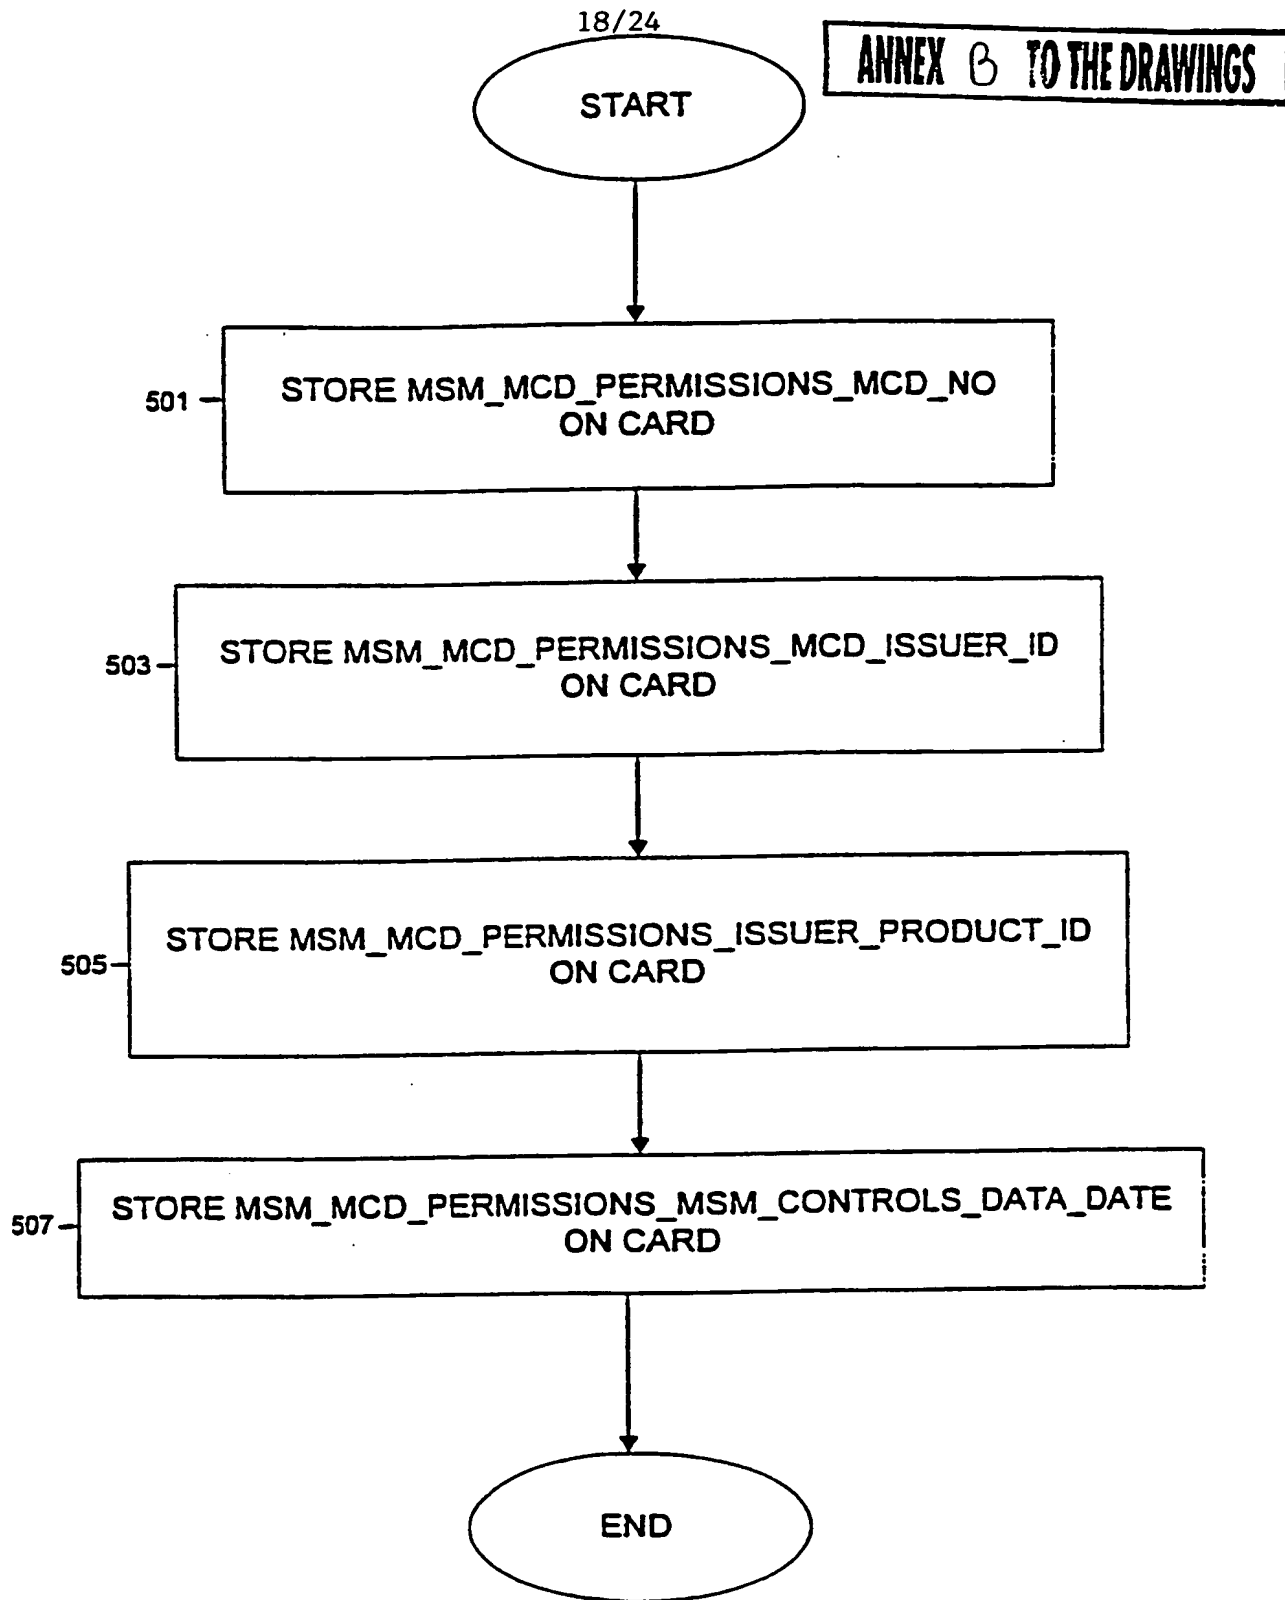 18/24
ANNEX B TO THE DRAWINGS
START
501
STORE MSM_MCD_PERMISSIONS_MCD_NO
ON CARD
503
STORE MSM_MCD_PERMISSIONS_MCD_ISSUER_ID
ON CARD
505
STORE MSM_MCD_PERMISSIONS_ISSUER_PRODUCT_ID
ON CARD
507
STORE MSM_MCD_PERMISSIONS_MSM_CONTROLS_DATA_DATE
ON CARD
END